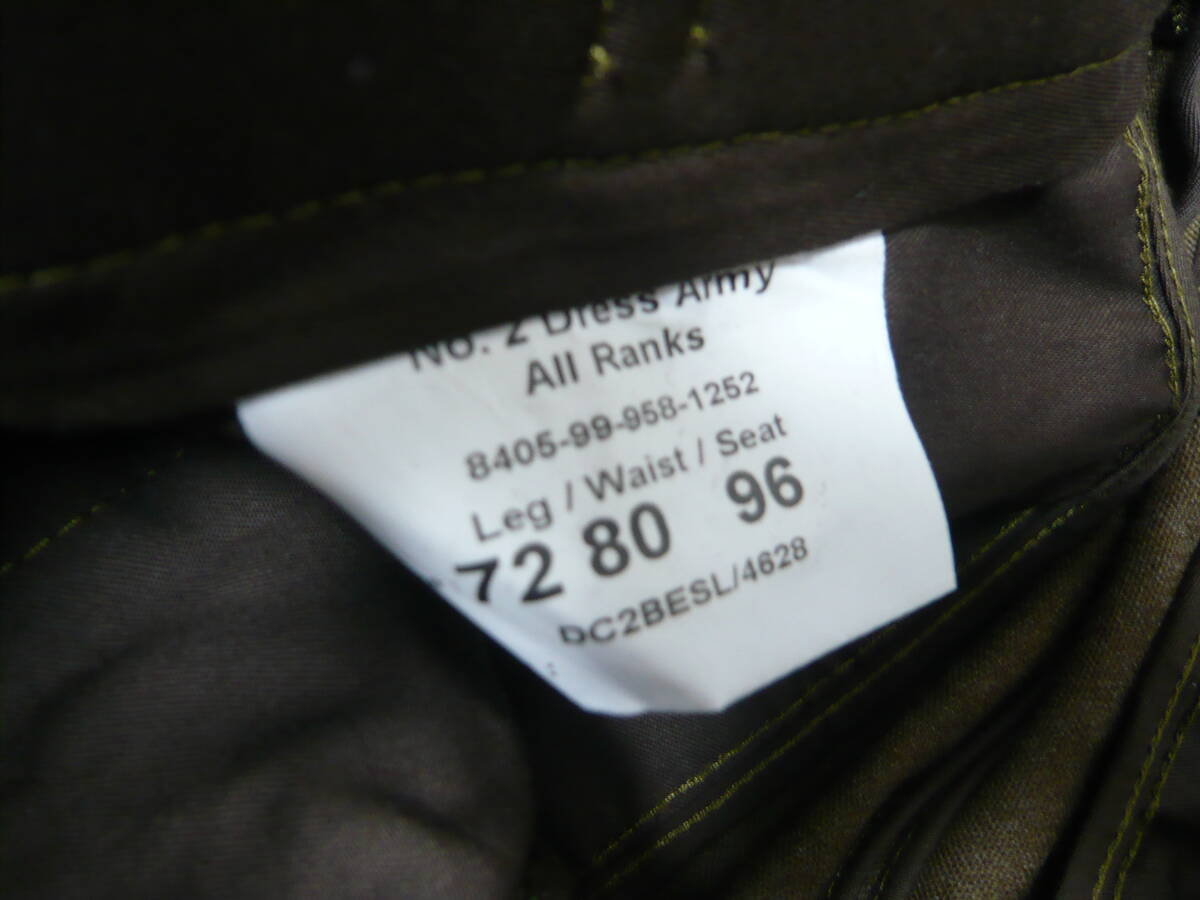 No. 2 Dress Army
All Ranks
8405-99-958-1252
Leg / Waist / Seat
72 80 96
DC2BESL/4628